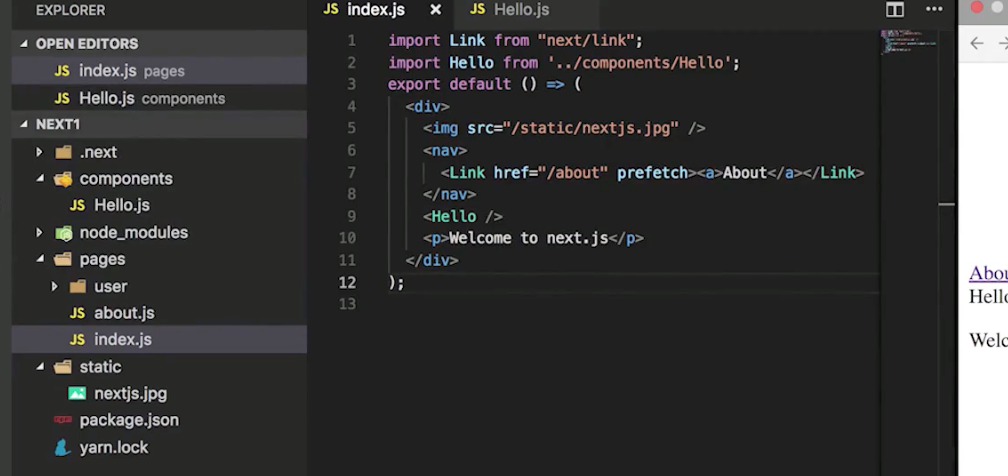 EXPLORER
OPEN EDITORS
JS index.js pages
JS Hello.js components
NEXT1
.next
components
JS Hello.js
node_modules
pages
user
JS about.js
JS index.js
static
nextjs.jpg
package.json
yarn.lock
JS index.js × JS Hello.js
1 import Link from "next/link";
2 import Hello from '../components/Hello';
3 export default () => (
4 <div>
5 <img src="/static/nextjs.jpg" />
6 <nav>
7 <Link href="/about" prefetch><a>About</a></Link>
8 </nav>
9 <Hello />
10 <p>Welcome to next.js</p>
11 </div>
12 );
13
Abou
Hello
Welc